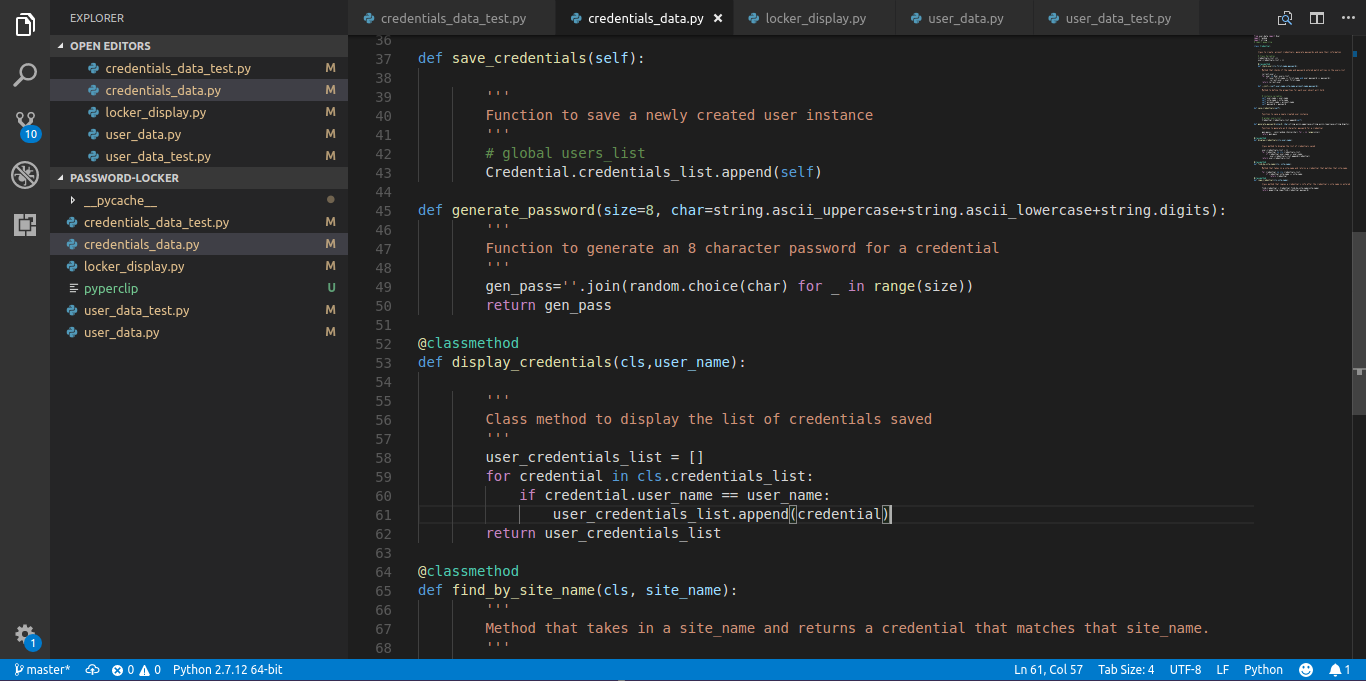 EXPLORER
OPEN EDITORS
credentials_data_test.py M
credentials_data.py M
locker_display.py M
user_data.py M
user_data_test.py M
PASSWORD-LOCKER
__pycache__
credentials_data_test.py M
credentials_data.py M
locker_display.py M
pyperclip U
user_data_test.py M
user_data.py M
10
1
credentials_data_test.py credentials_data.py × locker_display.py user_data.py user_data_test.py
36
37 def save_credentials(self):
38
39 '''
40 Function to save a newly created user instance
41 '''
42 # global users_list
43 Credential.credentials_list.append(self)
44
45 def generate_password(size=8, char=string.ascii_uppercase+string.ascii_lowercase+string.digits):
46 '''
47 Function to generate an 8 character password for a credential
48 '''
49 gen_pass=''.join(random.choice(char) for _ in range(size))
50 return gen_pass
51
52 @classmethod
53 def display_credentials(cls,user_name):
54
55 '''
56 Class method to display the list of credentials saved
57 '''
58 user_credentials_list = []
59 for credential in cls.credentials_list:
60 if credential.user_name == user_name:
61 user_credentials_list.append(credential)
62 return user_credentials_list
63
64 @classmethod
65 def find_by_site_name(cls, site_name):
66 '''
67 Method that takes in a site_name and returns a credential that matches that site_name.
68 '''
master* 0 0 Python 2.7.12 64-bit Ln 61, Col 57 Tab Size: 4 UTF-8 LF Python 1